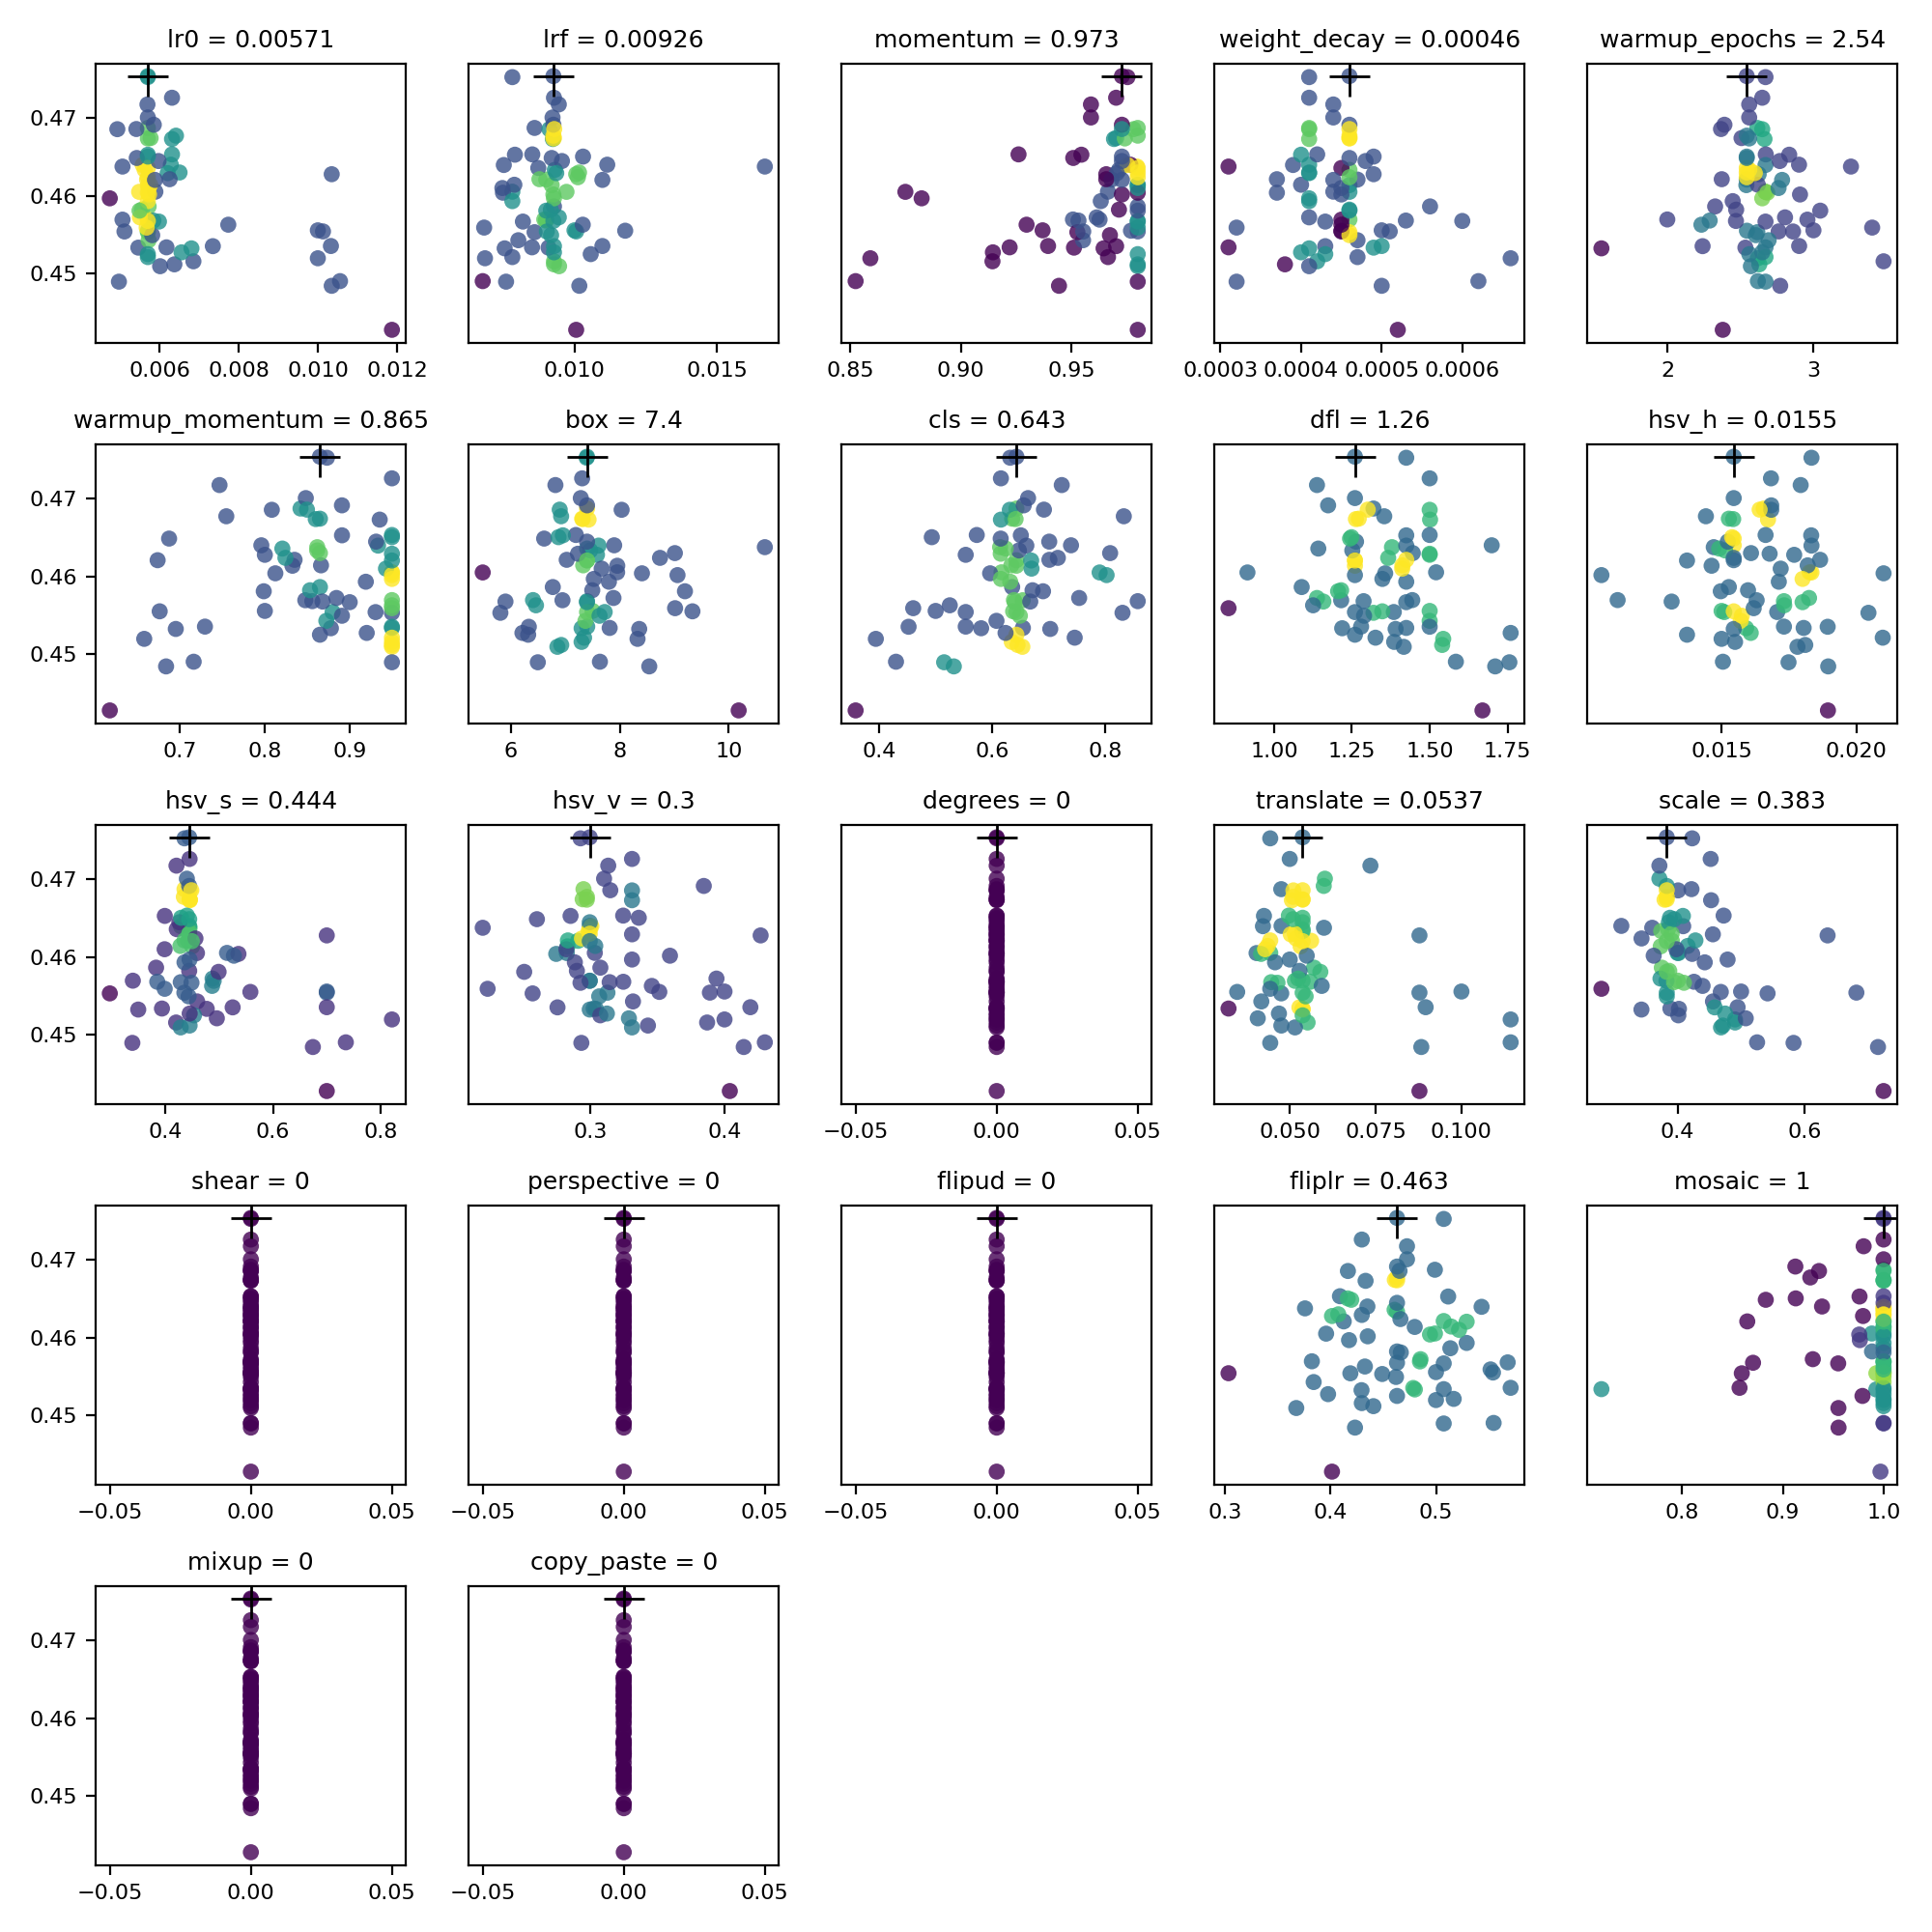 lr0 = 0.00571 lrf = 0.00926 momentum = 0.973 weight_decay = 0.00046 warmup_epochs = 2.54
0.47
0.46
0.45
0.006 0.008 0.010 0.012 0.010 0.015 0.85 0.90 0.95 0.0003 0.0004 0.0005 0.0006 2 3
warmup_momentum = 0.865 box = 7.4 cls = 0.643 dfl = 1.26 hsv_h = 0.0155
0.47
0.46
0.45
0.7 0.8 0.9 6 8 10 0.4 0.6 0.8 1.00 1.25 1.50 1.75 0.015 0.020
hsv_s = 0.444 hsv_v = 0.3 degrees = 0 translate = 0.0537 scale = 0.383
0.47
0.46
0.45
0.4 0.6 0.8 0.3 0.4 −0.05 0.00 0.05 0.050 0.075 0.100 0.4 0.6
shear = 0 perspective = 0 flipud = 0 fliplr = 0.463 mosaic = 1
0.47
0.46
0.45
−0.05 0.00 0.05 −0.05 0.00 0.05 −0.05 0.00 0.05 0.3 0.4 0.5 0.8 0.9 1.0
mixup = 0 copy_paste = 0
0.47
0.46
0.45
−0.05 0.00 0.05 −0.05 0.00 0.05